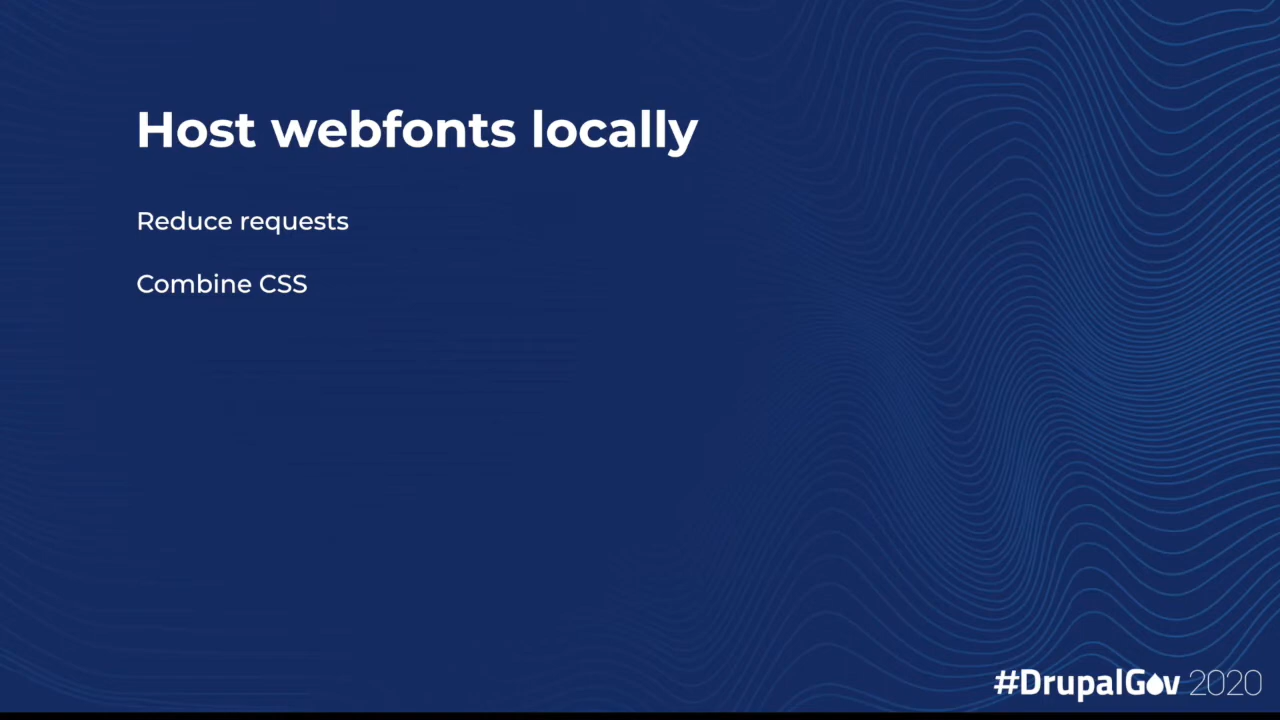 Host webfonts locally
Reduce requests
Combine CSS
#DrupalGov 2020